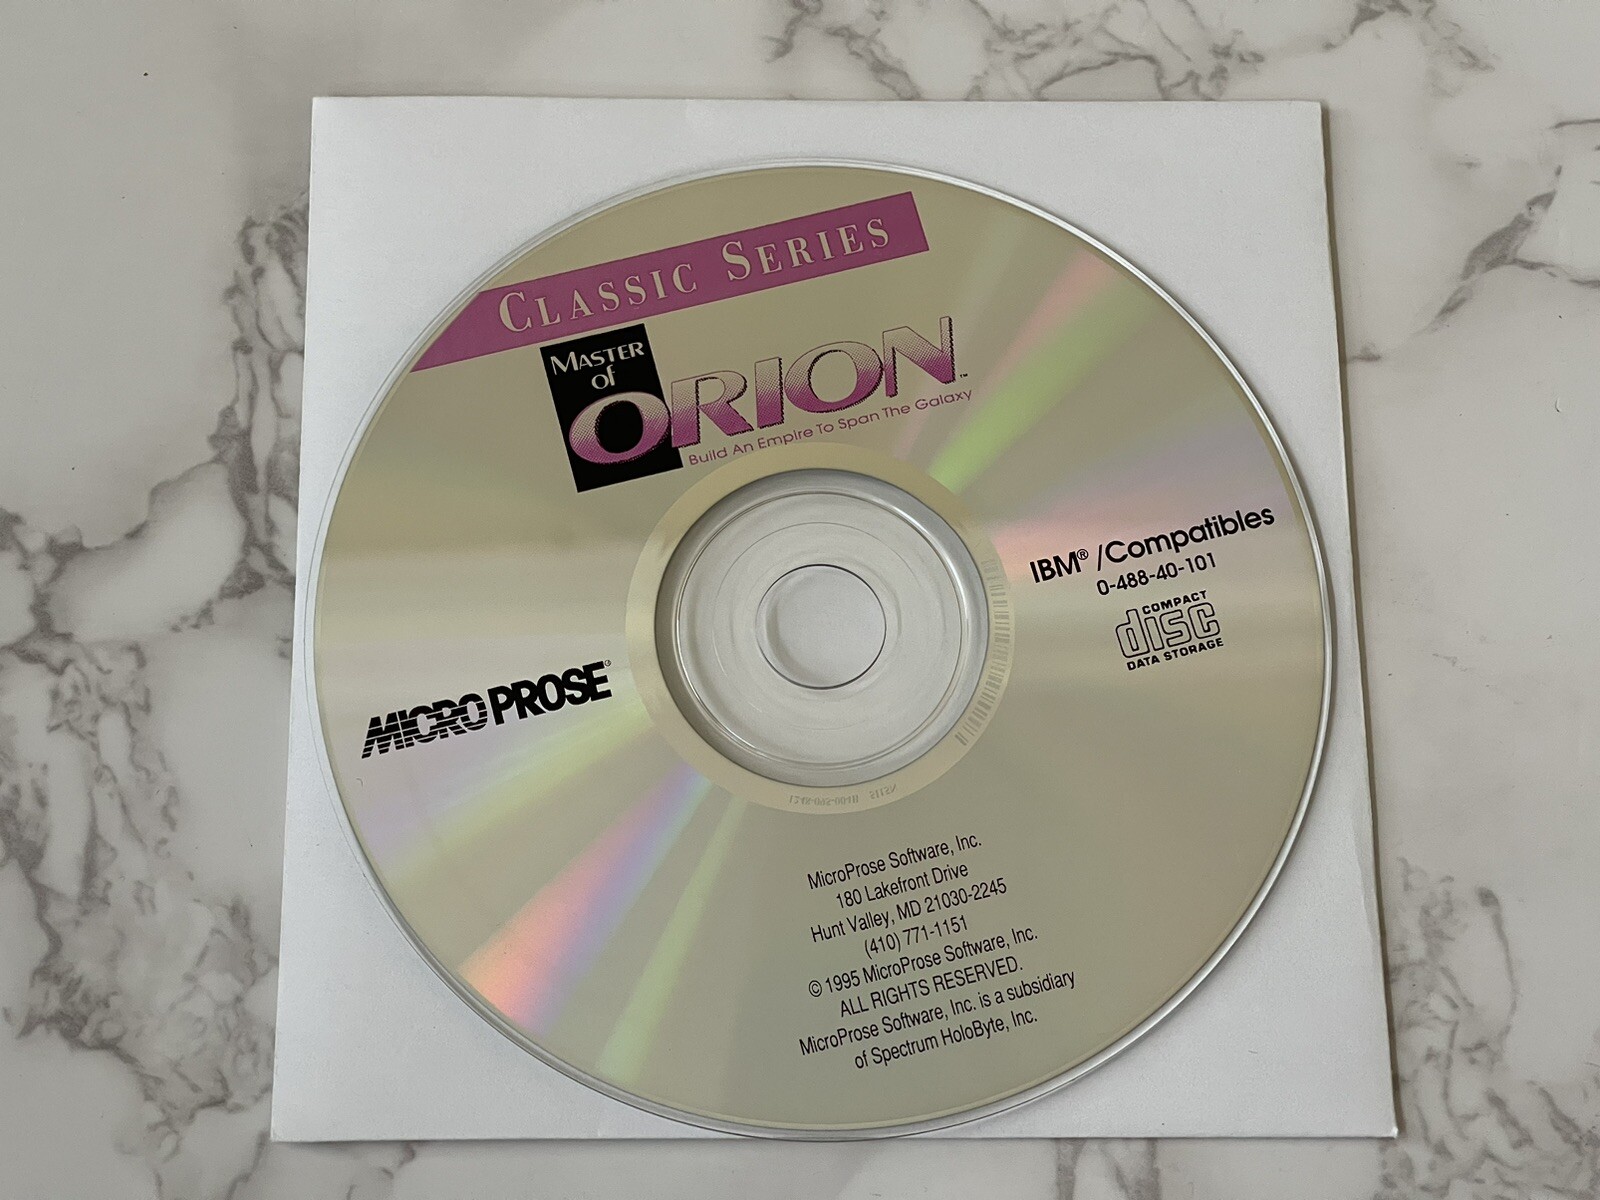 CLASSIC SERIES
MASTER
of
ORION™
Build An Empire To Span The Galaxy
IBM® /Compatibles
0-488-40-101
COMPACT
disc
DATA STORAGE
MICROPROSE®
MicroProse Software, Inc.
180 Lakefront Drive
Hunt Valley, MD 21030-2245
(410) 771-1151
© 1995 MicroProse Software, Inc.
ALL RIGHTS RESERVED.
MicroProse Software, Inc. is a subsidiary
of Spectrum HoloByte, Inc.